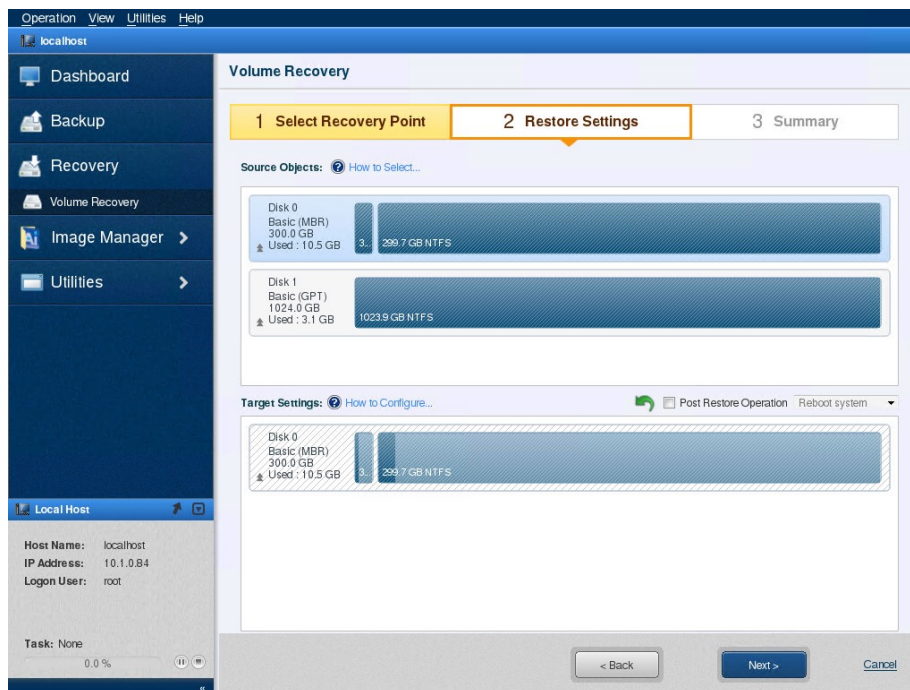 Operation View Utilities Help
localhost
Dashboard
Backup
Recovery
Volume Recovery
Image Manager
Utilities
Local Host
Host Name: localhost
IP Address: 10.1.0.84
Logon User: root
Task: None
0.0 %
Volume Recovery
1 Select Recovery Point
2 Restore Settings
3 Summary
Source Objects: How to Select...
Disk 0
Basic (MBR)
300.0 GB
Used : 10.5 GB
3...
299.7 GB NTFS
Disk 1
Basic (GPT)
1024.0 GB
Used : 3.1 GB
1023.9 GB NTFS
Target Settings: How to Configure...
Post Restore Operation Reboot system
Disk 0
Basic (MBR)
300.0 GB
Used : 10.5 GB
3...
299.7 GB NTFS
< Back
Next >
Cancel